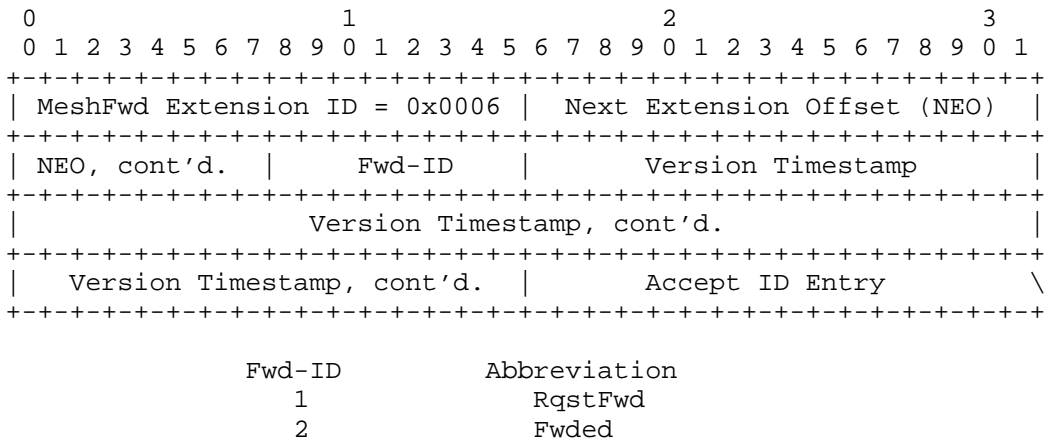 0                   1                   2                   3
 0 1 2 3 4 5 6 7 8 9 0 1 2 3 4 5 6 7 8 9 0 1 2 3 4 5 6 7 8 9 0 1
+-+-+-+-+-+-+-+-+-+-+-+-+-+-+-+-+-+-+-+-+-+-+-+-+-+-+-+-+-+-+-+-+
| MeshFwd Extension ID = 0x0006 |  Next Extension Offset (NEO)  |
+-+-+-+-+-+-+-+-+-+-+-+-+-+-+-+-+-+-+-+-+-+-+-+-+-+-+-+-+-+-+-+-+
| NEO, cont’d.  |     Fwd-ID    |       Version Timestamp       |
+-+-+-+-+-+-+-+-+-+-+-+-+-+-+-+-+-+-+-+-+-+-+-+-+-+-+-+-+-+-+-+-+
|                  Version Timestamp, cont’d.                   |
+-+-+-+-+-+-+-+-+-+-+-+-+-+-+-+-+-+-+-+-+-+-+-+-+-+-+-+-+-+-+-+-+
|   Version Timestamp, cont’d.  |       Accept ID Entry         \
+-+-+-+-+-+-+-+-+-+-+-+-+-+-+-+-+-+-+-+-+-+-+-+-+-+-+-+-+-+-+-+-+
Fwd-ID         Abbreviation
1              RqstFwd
2              Fwded